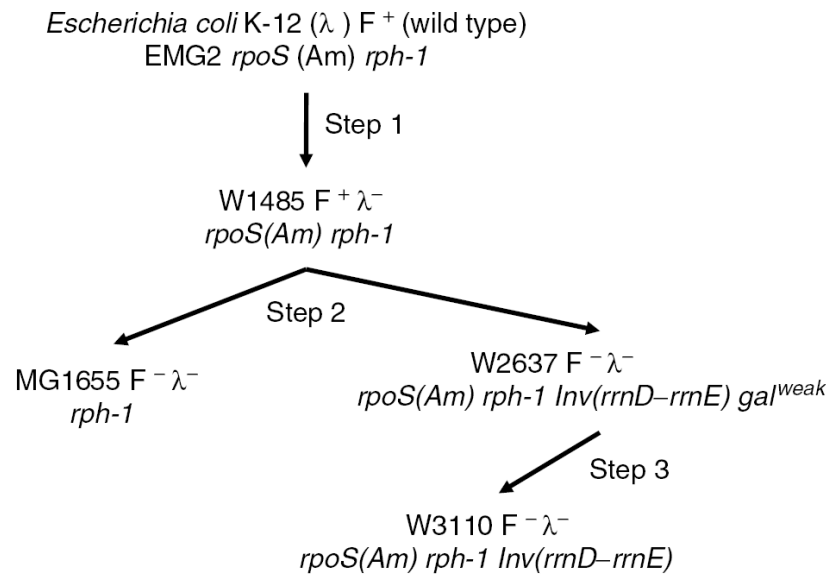 Escherichia coli K-12 (λ) F⁺ (wild type)
EMG2 rpoS (Am) rph-1
Step 1
W1485 F⁺ λ⁻
rpoS(Am) rph-1
Step 2
MG1655 F⁻ λ⁻
rph-1
W2637 F⁻ λ⁻
rpoS(Am) rph-1 Inv(rrnD–rrnE) gal^weak
Step 3
W3110 F⁻ λ⁻
rpoS(Am) rph-1 Inv(rrnD–rrnE)